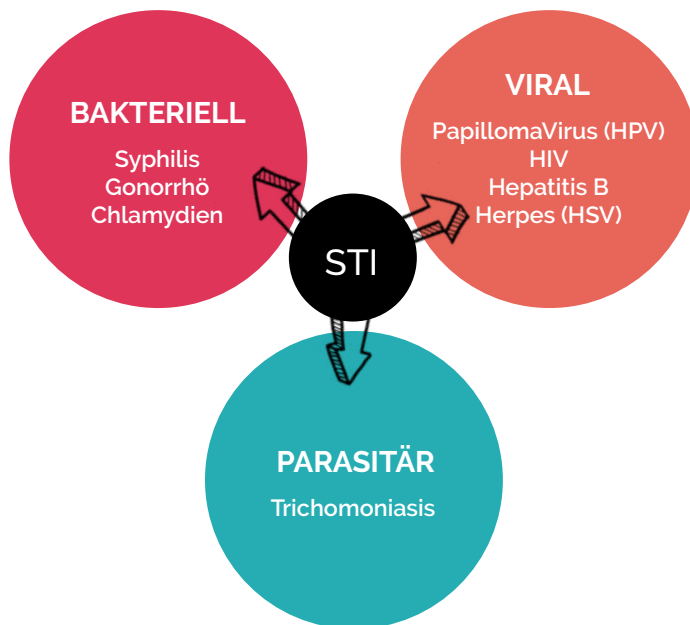 BAKTERIELL
Syphilis
Gonorrhö
Chlamydien
VIRAL
PapillomaVirus (HPV)
HIV
Hepatitis B
Herpes (HSV)
STI
PARASITÄR
Trichomoniasis